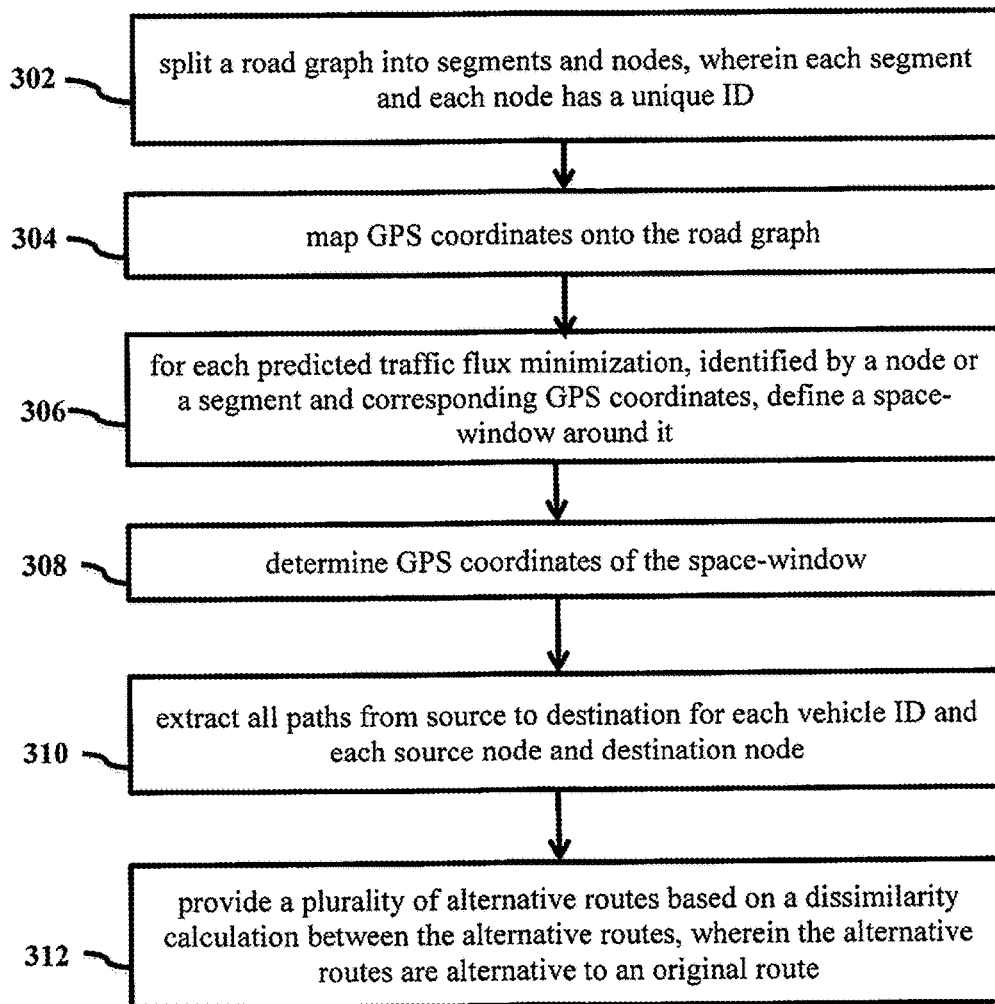 302
split a road graph into segments and nodes, wherein each segment
and each node has a unique ID
304
map GPS coordinates onto the road graph
306
for each predicted traffic flux minimization, identified by a node or
a segment and corresponding GPS coordinates, define a space-
window around it
308
determine GPS coordinates of the space-window
310
extract all paths from source to destination for each vehicle ID and
each source node and destination node
312
provide a plurality of alternative routes based on a dissimilarity
calculation between the alternative routes, wherein the alternative
routes are alternative to an original route